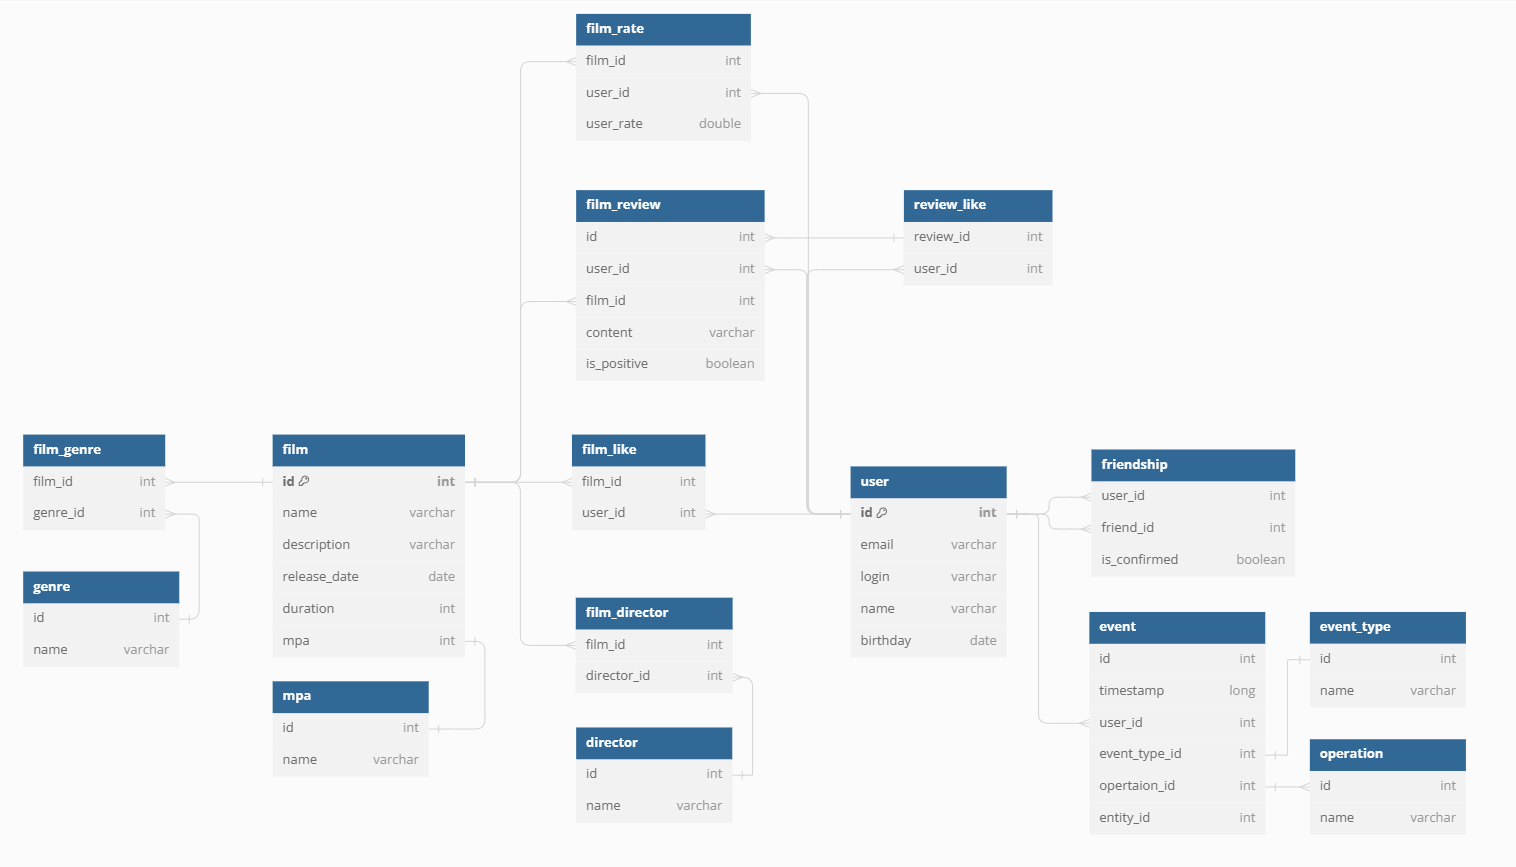 film_rate
film_id int
user_id int
user_rate double
film_review
id int
user_id int
film_id int
content varchar
is_positive boolean
review_like
review_id int
user_id int
film_genre
film_id int
genre_id int
genre
id int
name varchar
film
id int
name varchar
description varchar
release_date date
duration int
mpa int
mpa
id int
name varchar
film_like
film_id int
user_id int
film_director
film_id int
director_id int
director
id int
name varchar
user
id int
email varchar
login varchar
name varchar
birthday date
friendship
user_id int
friend_id int
is_confirmed boolean
event
id int
timestamp long
user_id int
event_type_id int
opertaion_id int
entity_id int
event_type
id int
name varchar
operation
id int
name varchar